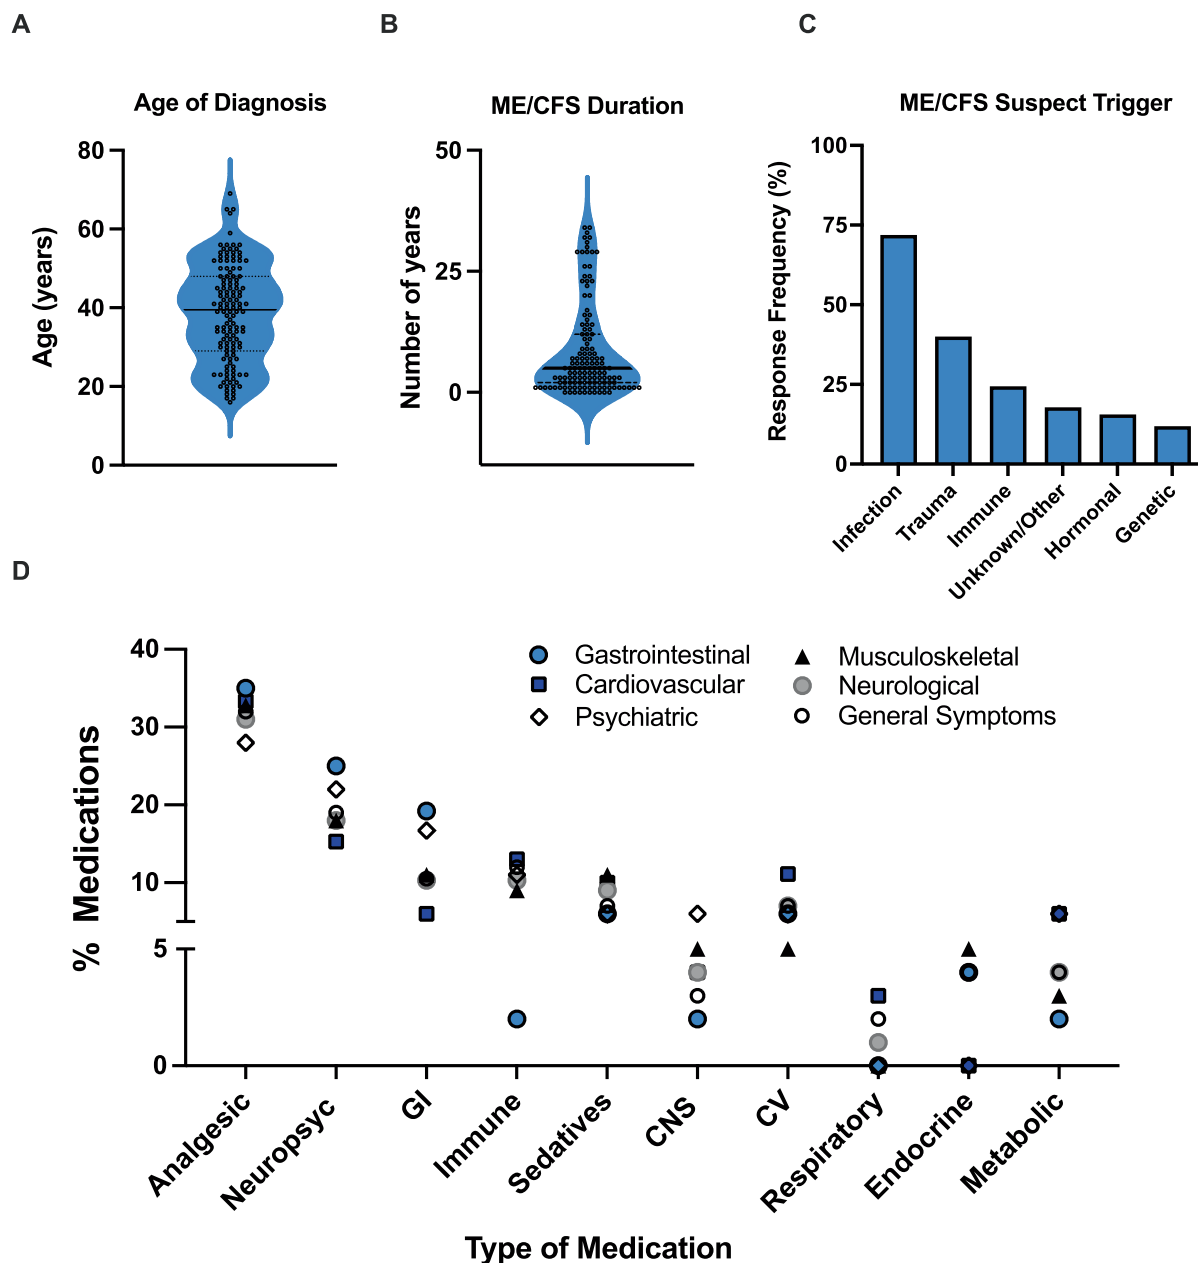 A
B
C
Age of Diagnosis
ME/CFS Duration
ME/CFS Suspect Trigger
Age (years)
80
60
40
20
0
Number of years
50
25
0
Response Frequency (%)
100
75
50
25
0
Infection
Trauma
Immune
Unknown/Other
Hormonal
Genetic
D
% Medications
40
30
20
10
5
0
Gastrointestinal
Cardiovascular
Psychiatric
Musculoskeletal
Neurological
General Symptoms
Analgesic
Neuropsyc
GI
Immune
Sedatives
CNS
CV
Respiratory
Endocrine
Metabolic
Type of Medication